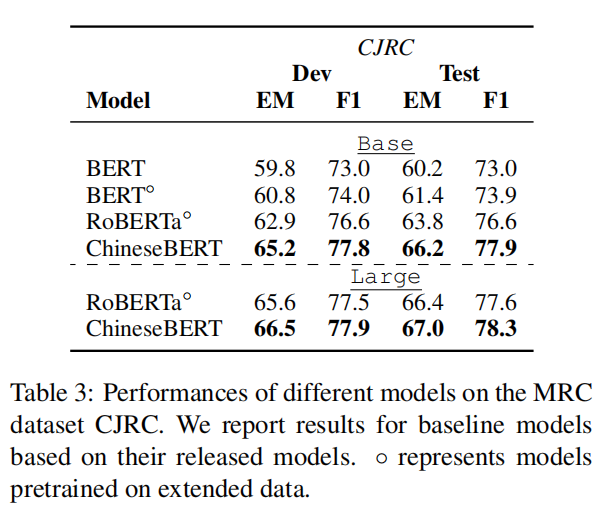 CJRC
Dev Test
Model EM F1 EM F1
Base
BERT 59.8 73.0 60.2 73.0
BERT° 60.8 74.0 61.4 73.9
RoBERTa° 62.9 76.6 63.8 76.6
ChineseBERT 65.2 77.8 66.2 77.9
Large
RoBERTa° 65.6 77.5 66.4 77.6
ChineseBERT 66.5 77.9 67.0 78.3
Table 3: Performances of different models on the MRC
dataset CJRC. We report results for baseline models
based on their released models. ○ represents models
pretrained on extended data.